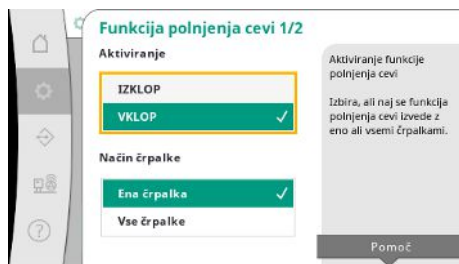 Funkcija polnjenja cevi 1/2
Aktiviranje
IZKLOP
VKLOP
Način črpalke
Ena črpalka
Vse črpalke
Aktiviranje funkcije
polnjenja cevi
Izbira, ali naj se funkcija
polnjenja cevi izvede z
eno ali vsemi črpalkami.
Pomoč